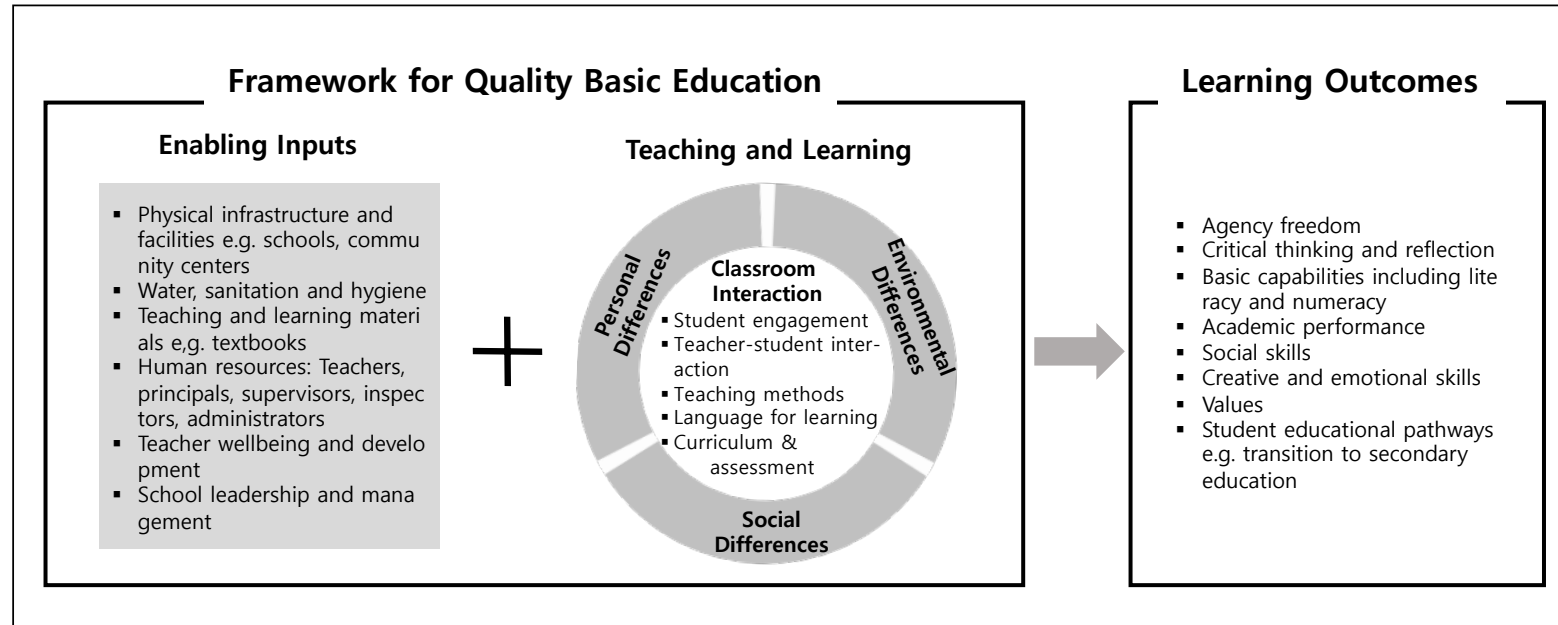 Framework for Quality Basic Education
Enabling Inputs
▪ Physical infrastructure and
facilities e.g. schools, commu
nity centers
▪ Water, sanitation and hygiene
▪ Teaching and learning materi
als e,g. textbooks
▪ Human resources: Teachers,
principals, supervisors, inspec
tors, administrators
▪ Teacher wellbeing and develo
pment
▪ School leadership and mana
gement
+
Teaching and Learning
Personal
Differences
Environmental
Differences
Social
Differences
Classroom
Interaction
▪ Student engagement
▪ Teacher-student inter-
action
▪ Teaching methods
▪ Language for learning
▪ Curriculum &
assessment
Learning Outcomes
▪ Agency freedom
▪ Critical thinking and reflection
▪ Basic capabilities including lite
racy and numeracy
▪ Academic performance
▪ Social skills
▪ Creative and emotional skills
▪ Values
▪ Student educational pathways
e.g. transition to secondary
education